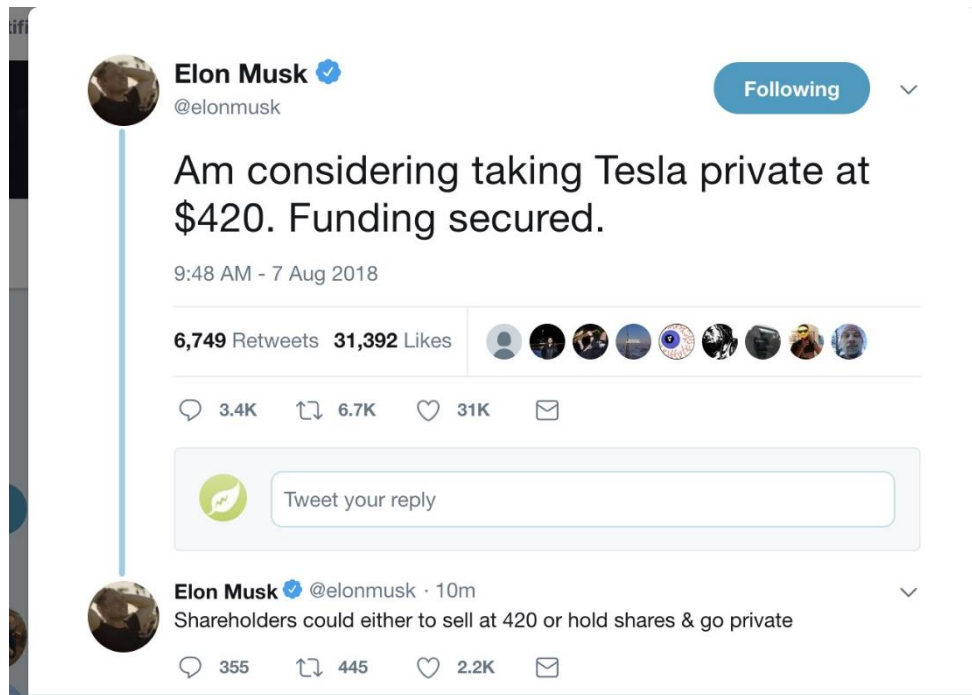 tifi
Elon Musk
@elonmusk
Following
Am considering taking Tesla private at
$420. Funding secured.
9:48 AM - 7 Aug 2018
6,749 Retweets 31,392 Likes
3.4K 6.7K 31K
Tweet your reply
Elon Musk @elonmusk · 10m
Shareholders could either to sell at 420 or hold shares & go private
355 445 2.2K